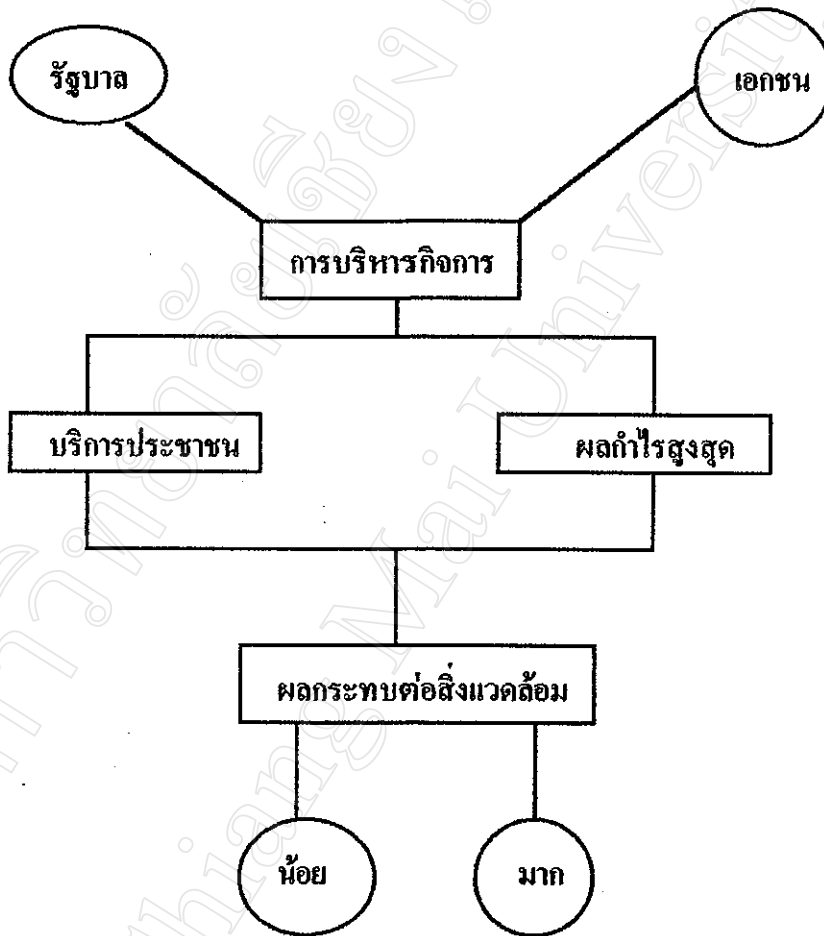 รัฐบาล
เอกชน
การบริหารกิจการ
บริการประชาชน
ผลกำไรสูงสุด
ผลกระทบต่อสิ่งแวดล้อม
น้อย
มาก
Chiang Mai University